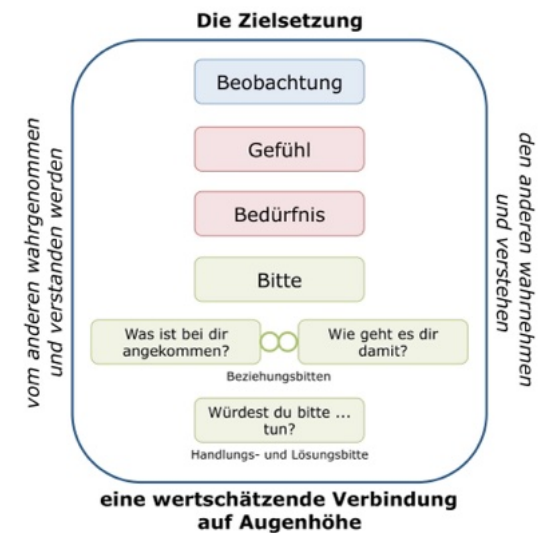 Die Zielsetzung
vom anderen wahrgenommen
und verstanden werden
Beobachtung
Gefühl
Bedürfnis
Bitte
Was ist bei dir
angekommen?
Wie geht es dir
damit?
Beziehungsbitten
Würdest du bitte ...
tun?
Handlungs- und Lösungsbitte
den anderen wahrnehmen
und verstehen
eine wertschätzende Verbindung
auf Augenhöhe